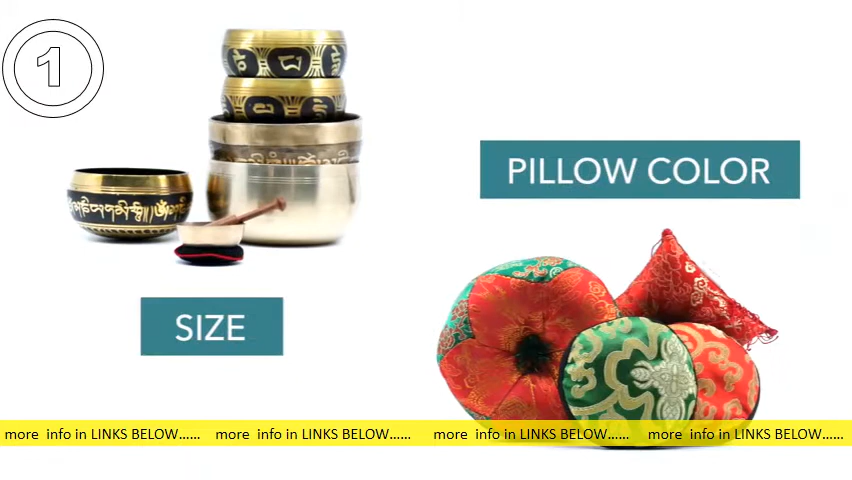 1
PILLOW COLOR
SIZE
more info in LINKS BELOW...... more info in LINKS BELOW...... more info in LINKS BELOW...... more info in LINKS BELOW......